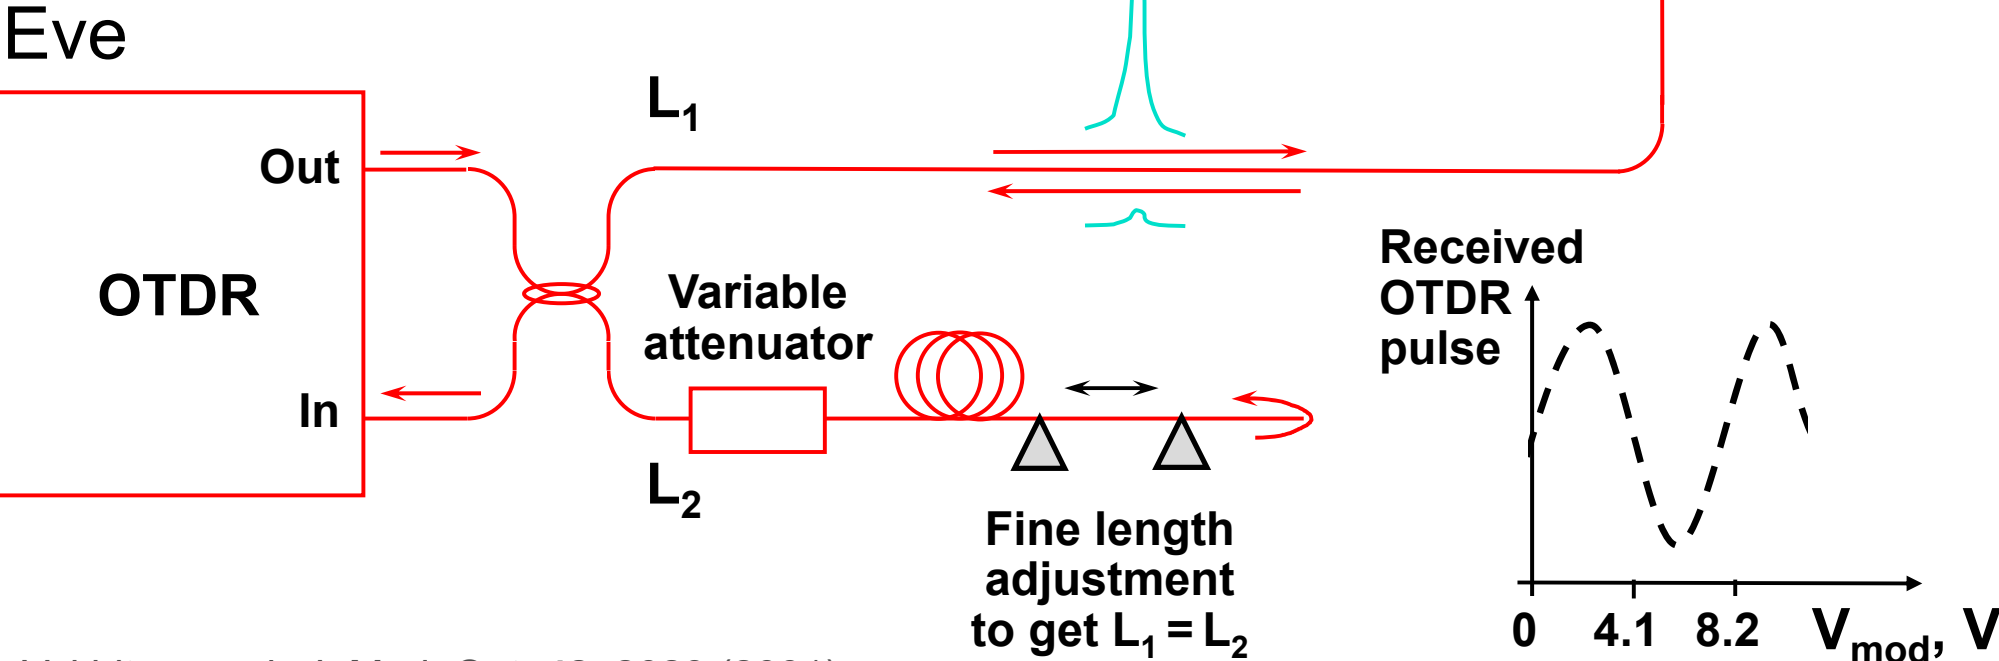 Eve
L1
Out
OTDR
In
Variable
attenuator
L2
Fine length
adjustment
to get L1 = L2
Received
OTDR
pulse
0 4.1 8.2 Vmod, V